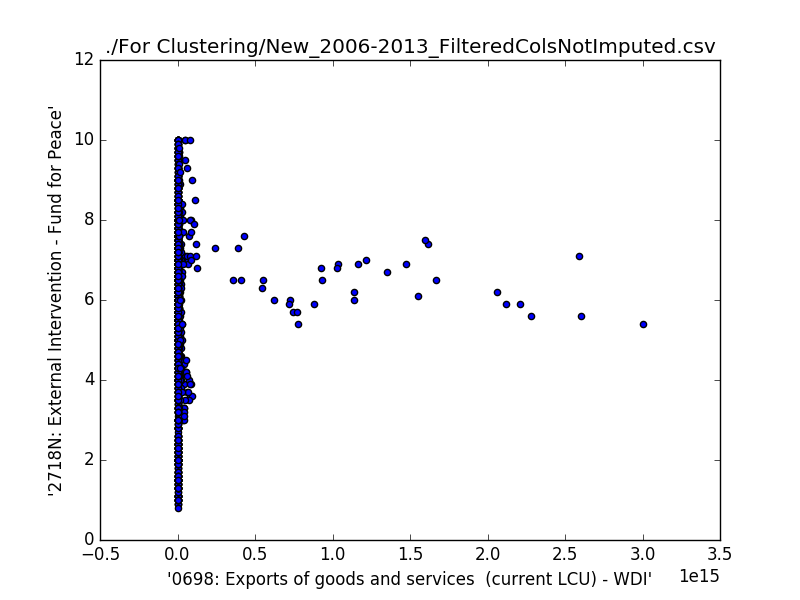 ./For Clustering/New_2006-2013_FilteredColsNotImputed.csv
12
10
8
6
4
2
0
'2718N: External Intervention - Fund for Peace'
−0.5 0.0 0.5 1.0 1.5 2.0 2.5 3.0 3.5
1e15
'0698: Exports of goods and services  (current LCU) - WDI'